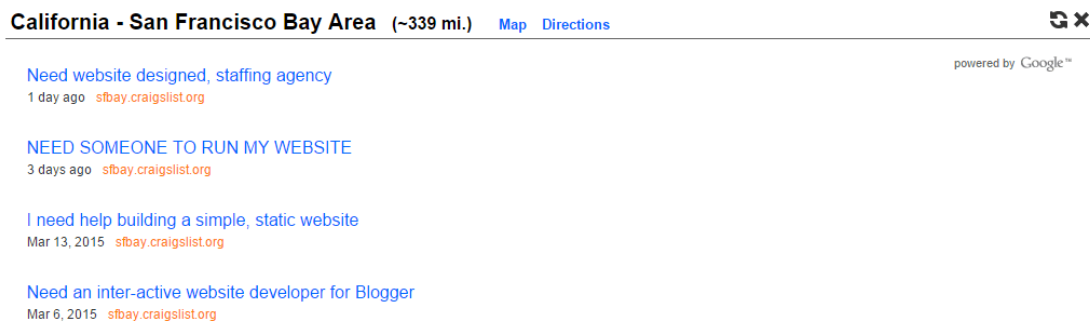 California - San Francisco Bay Area (~339 mi.) Map Directions
powered by Google™
Need website designed, staffing agency
1 day ago sfbay.craigslist.org
NEED SOMEONE TO RUN MY WEBSITE
3 days ago sfbay.craigslist.org
I need help building a simple, static website
Mar 13, 2015 sfbay.craigslist.org
Need an inter-active website developer for Blogger
Mar 6, 2015 sfbay.craigslist.org